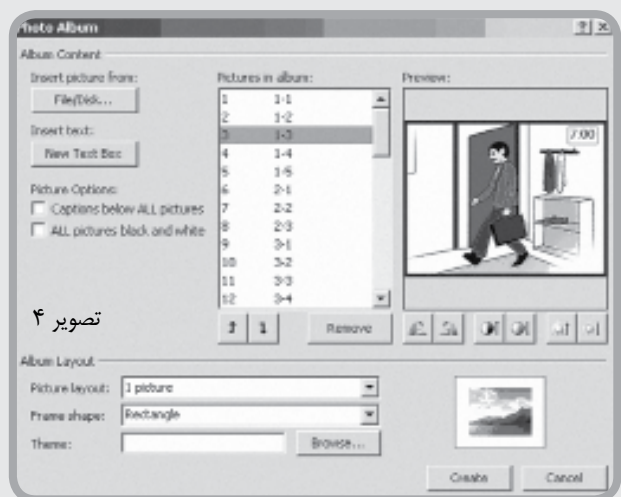 Photo Album
Album Content
Insert picture from:
File/Disk...
Insert text:
New Text Box
Picture Options:
Captions below ALL pictures
ALL pictures black and white
تصویر ۴
Pictures in album:
1 1-1
2 1-2
3 1-3
4 1-4
5 1-5
6 2-1
7 2-2
8 2-3
9 3-1
10 3-2
11 3-3
12 3-4
Remove
Preview:
7:00
Album Layout
Picture layout: 1 picture
Frame shape: Rectangle
Theme:
Browse...
Create
Cancel